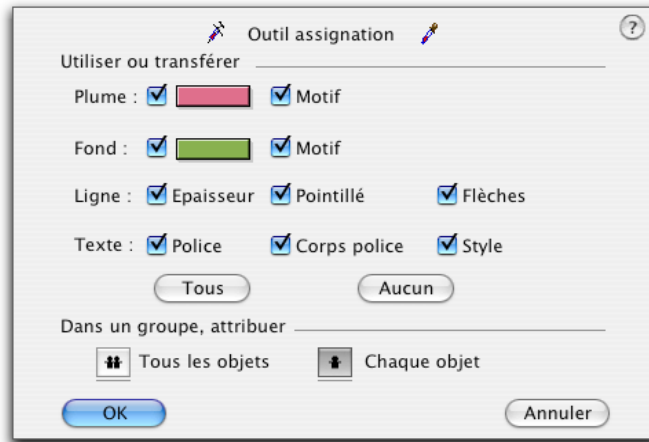 Outil assignation ?
Utiliser ou transférer
Plume : Motif
Fond : Motif
Ligne : Epaisseur Pointillé Flèches
Texte : Police Corps police Style
Tous Aucun
Dans un groupe, attribuer
Tous les objets Chaque objet
OK Annuler